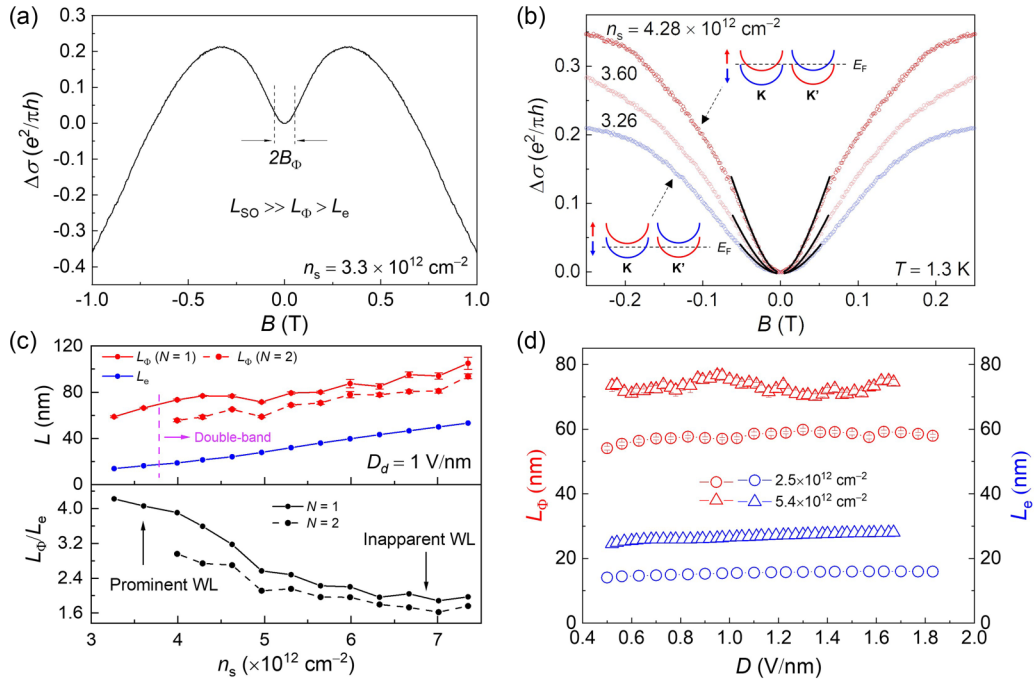 (a)
Δσ (e²/πh)
0.3
0.2
0.1
0.0
-0.1
-0.2
-0.3
-0.4
2B_Φ
L_SO >> L_Φ > L_e
n_s = 3.3 × 10¹² cm⁻²
-1.0 -0.5 0.0 0.5 1.0
B (T)
(b)
Δσ (e²/πh)
0.3
0.2
0.1
0.0
n_s = 4.28 × 10¹² cm⁻²
3.60
3.26
E_F
K K'
E_F
K K'
T = 1.3 K
-0.2 -0.1 0.0 0.1 0.2
B (T)
(c)
L (nm)
120
80
40
0
L_Φ (N = 1) L_Φ (N = 2)
L_e
Double-band
D_d = 1 V/nm
L_Φ/L_e
4.0
3.2
2.4
1.6
N = 1
N = 2
Prominent WL
Inapparent WL
3 4 5 6 7
n_s (×10¹² cm⁻²)
(d)
L_Φ (nm)
80
60
40
20
0
2.5×10¹² cm⁻²
5.4×10¹² cm⁻²
80
60
40
20
0
L_e (nm)
0.4 0.8 1.2 1.6 2.0
D (V/nm)